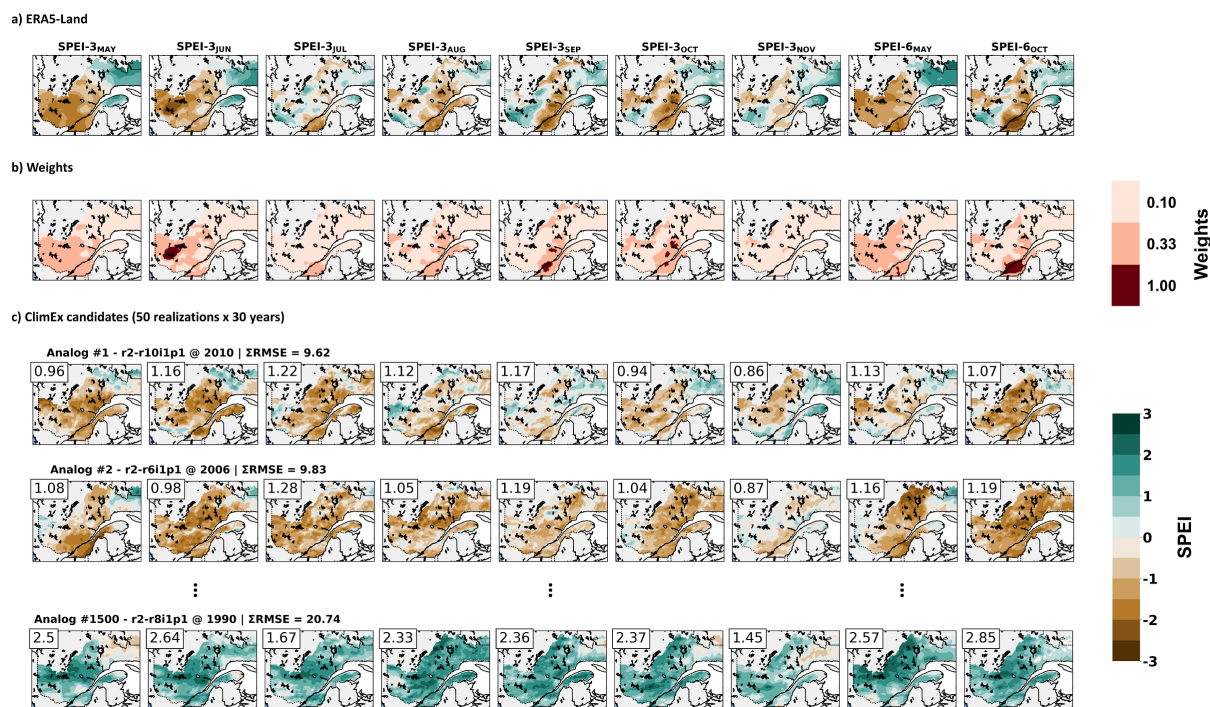 a) ERA5-Land
SPEI-3MAY SPEI-3JUN SPEI-3JUL SPEI-3AUG SPEI-3SEP SPEI-3OCT SPEI-3NOV SPEI-6MAY SPEI-6OCT
b) Weights
0.10
0.33
1.00
Weights
c) ClimEx candidates (50 realizations x 30 years)
Analog #1 - r2-r10i1p1 @ 2010 | ΣRMSE = 9.62
0.96 1.16 1.22 1.12 1.17 0.94 0.86 1.13 1.07
Analog #2 - r2-r6i1p1 @ 2006 | ΣRMSE = 9.83
1.08 0.98 1.28 1.05 1.19 1.04 0.87 1.16 1.19
Analog #1500 - r2-r8i1p1 @ 1990 | ΣRMSE = 20.74
2.5 2.64 1.67 2.33 2.36 2.37 1.45 2.57 2.85
3
2
1
0
-1
-2
-3
SPEI